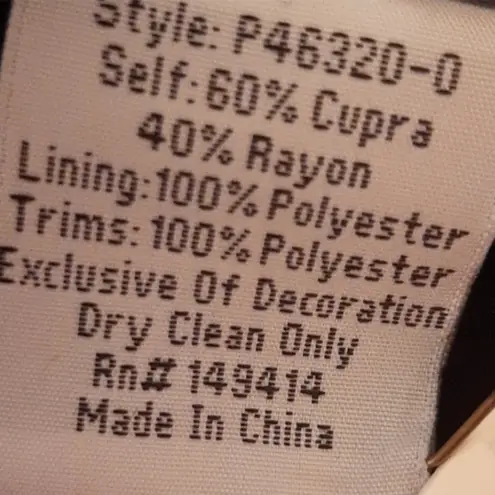 Style: P46320-0
Self:60% Cupra
40% Rayon
Lining:100% Polyester
Trims: 100% Polyester
Exclusive Of Decoration
Dry Clean Only
Rn# 149414
Made In China